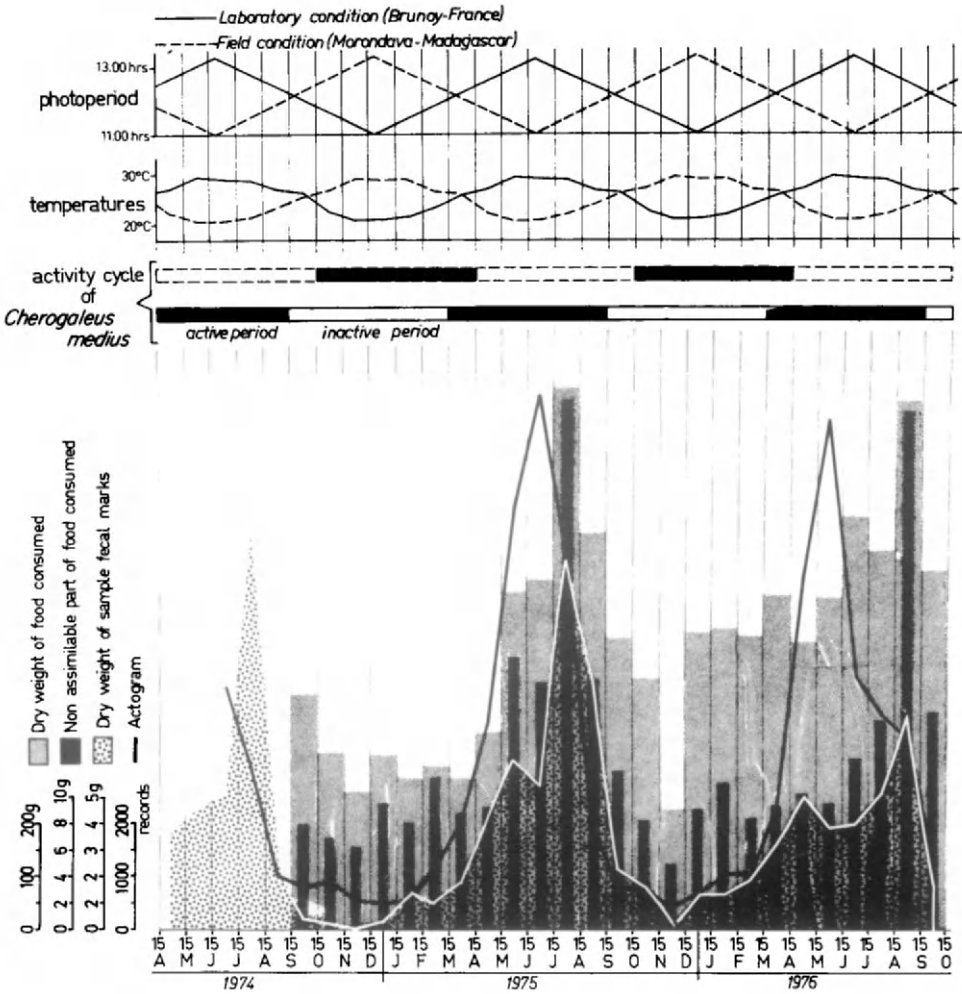 Laboratory condition (Brunoy-France)
Field condition (Morondava-Madagascar)
13.00 hrs
photoperiod
11.00 hrs
30°C
temperatures
20°C
activity cycle
of
Cherogaleus
medius
active period
inactive period
Dry weight of food consumed
Non assimilable part of food consumed
Dry weight of sample fecal marks
Actogram
200g
100
0
10g
8
6
4
2
0
5g
4
3
2
2
0
2000
1000
0
records
15 15 15 15 15 15 15 15 15 15 15 15 15 15 15 15 15 15 15 15 15 15 15 15 15 15 15 15 15 15 15
A M J J A S O N D J F M A M J J A S O N D J F M A M J J A S O
1974 1975 1976